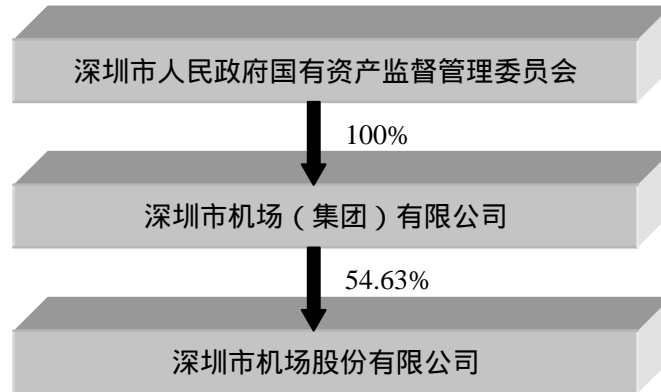 深圳市人民政府国有资产监督管理委员会
100%
深圳市机场（集团）有限公司
54.63%
深圳市机场股份有限公司